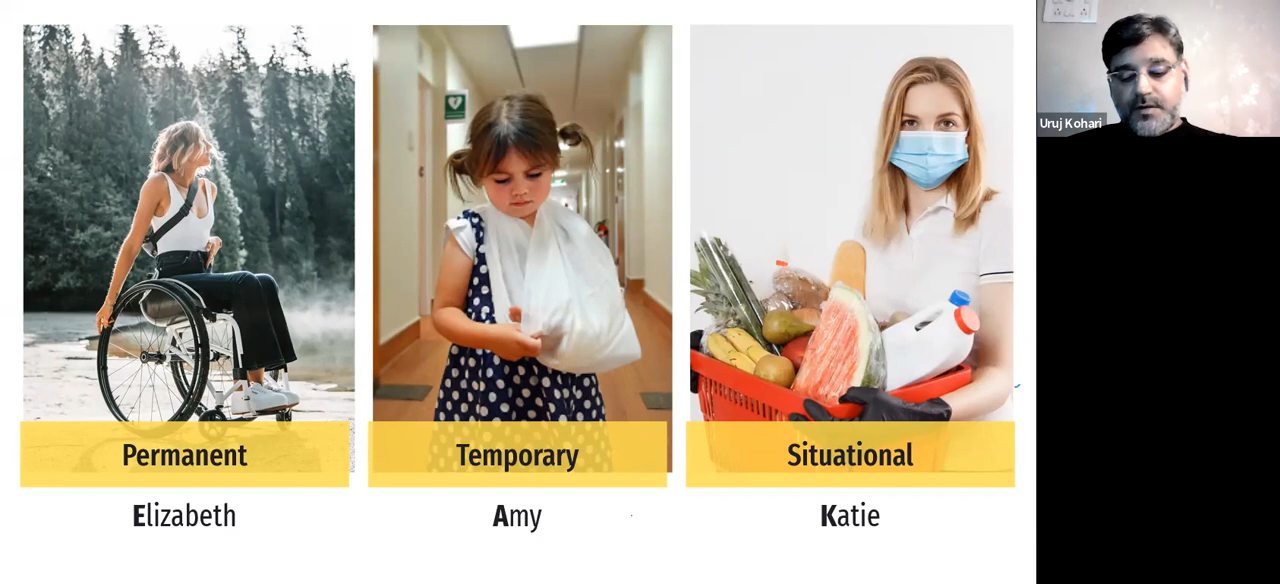 Permanent
Temporary
Situational
Elizabeth
Amy
Katie
Uruj Kohari